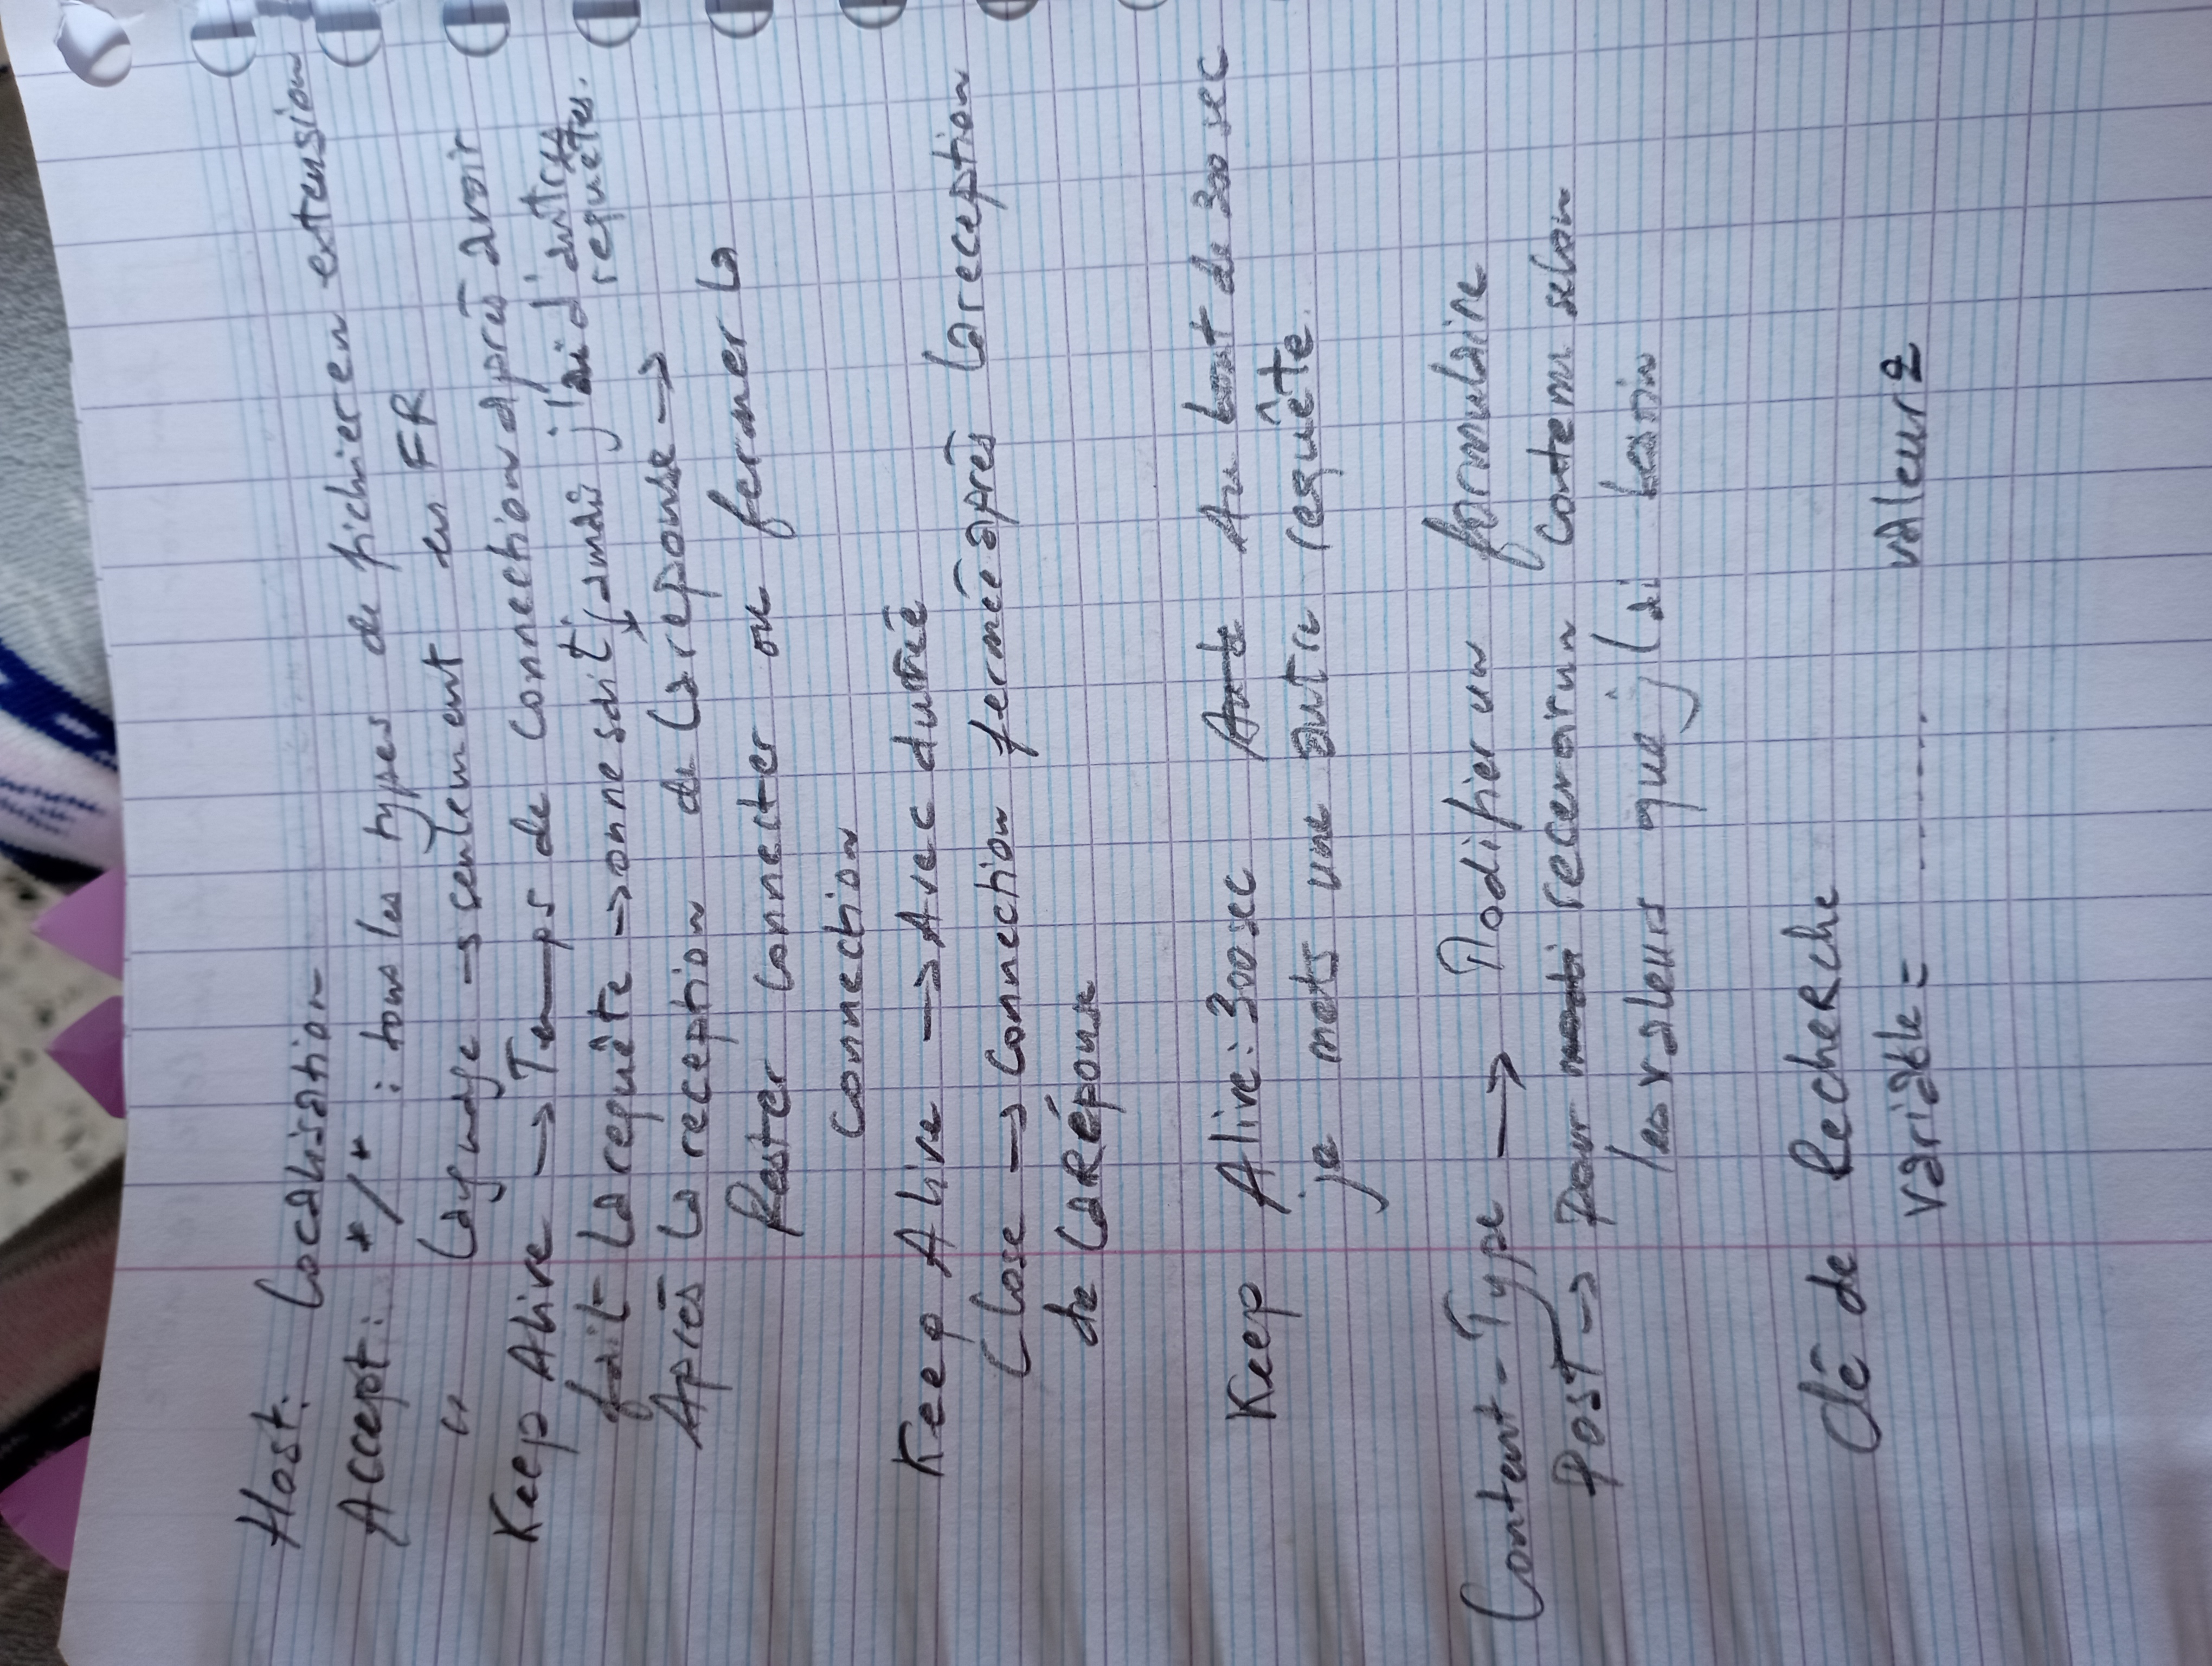 Host: Localisation
Accept: */* : tous les types de fichier en extension
" Language → seulement en FR
Keep Alive → Temps de connection après avoir
fait la requête → on ne sait jamais j'ai d'autres requêtes.
Après la reception de la reponse →
Rester connecter ou fermer la
connection
Keep Alive → Avec durée
Close → Connection fermée après la reception
de la Réponse
Keep Alive: 300 sec Au bout de 300 sec
je mets une autre requête.
Content-Type → Modifier un formulaire
Post → pour recevoir un contenu selon
les valeurs que j'ai besoin
Clé de Recherche
variable = ...... valeur 2